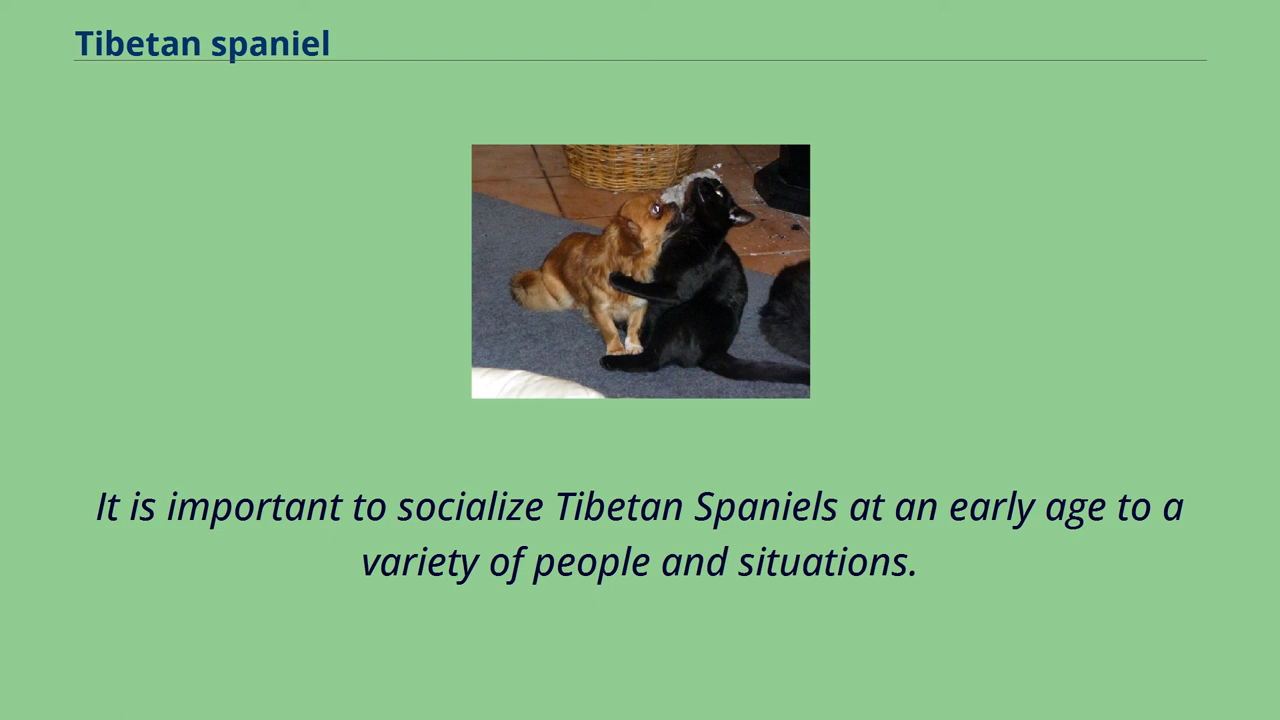 Tibetan spaniel
It is important to socialize Tibetan Spaniels at an early age to a
variety of people and situations.